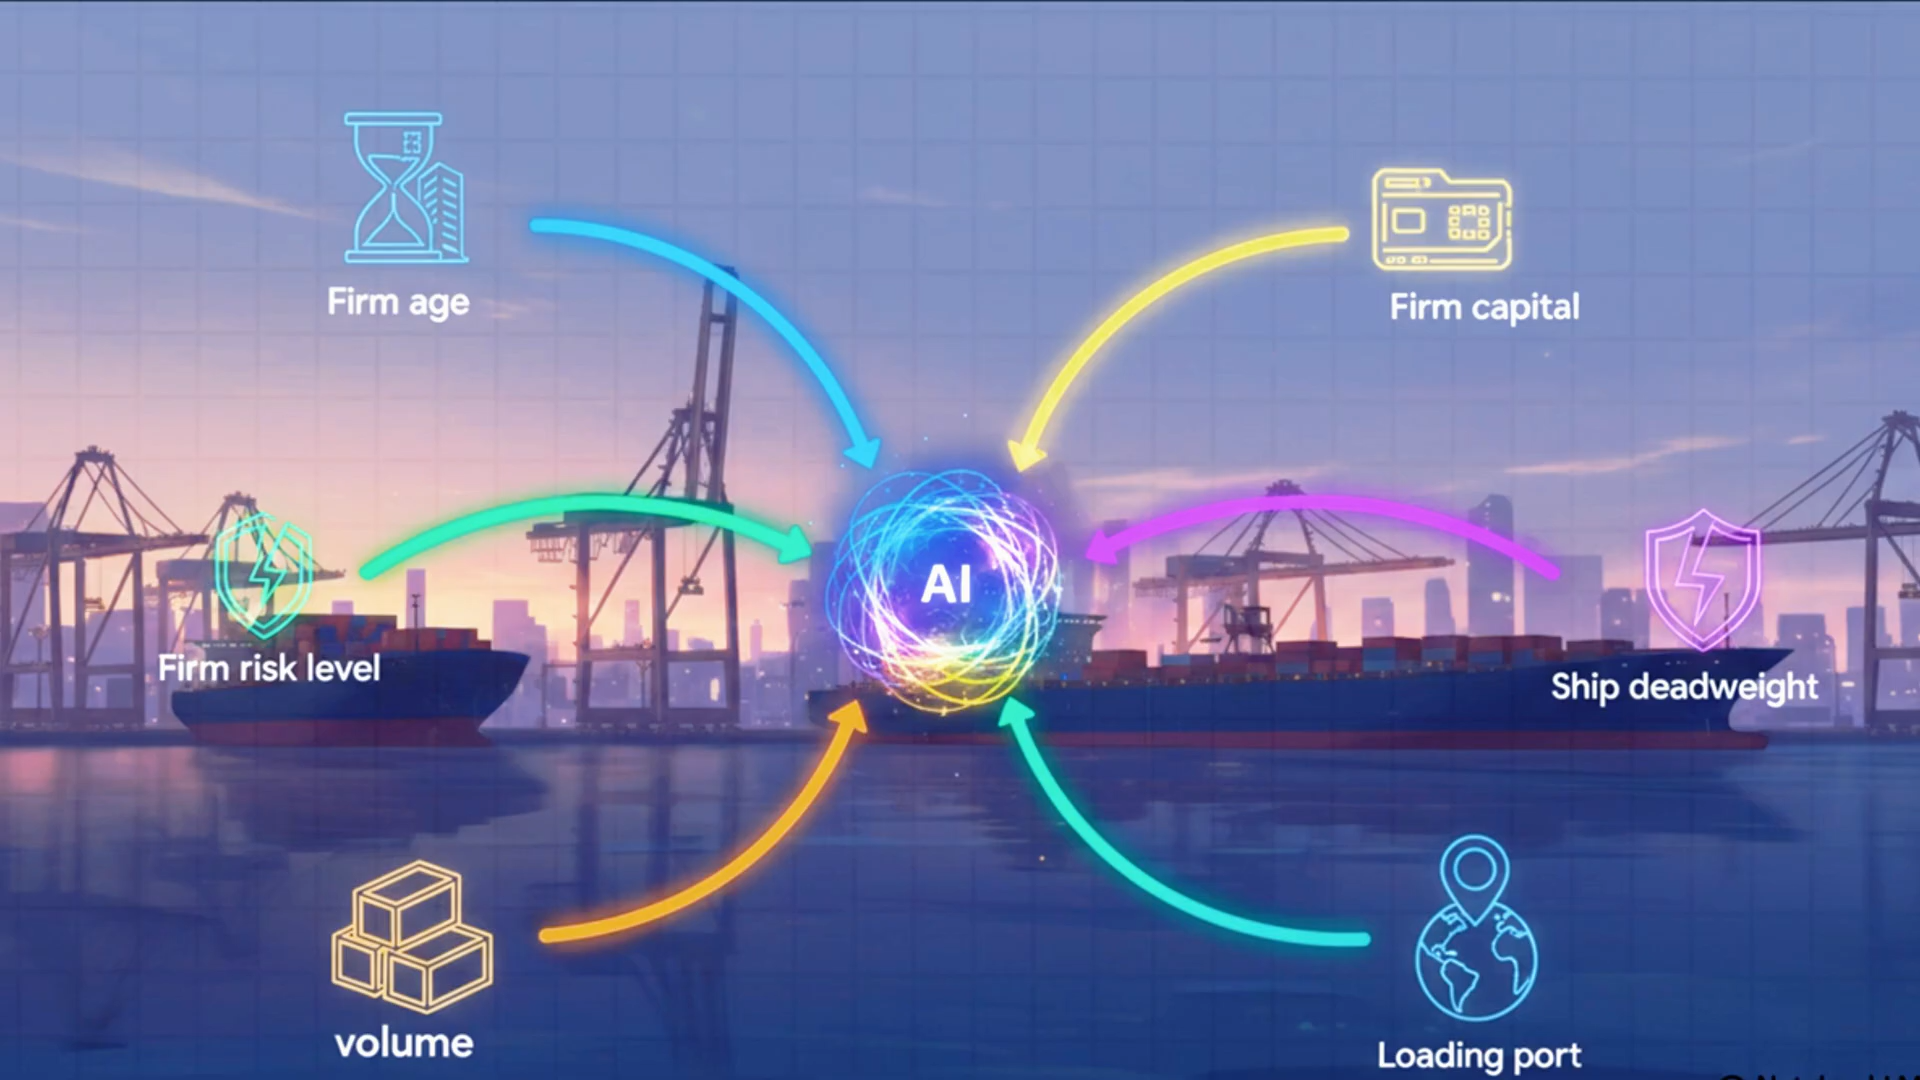 Firm age
Firm capital
AI
Firm risk level
Ship deadweight
volume
Loading port